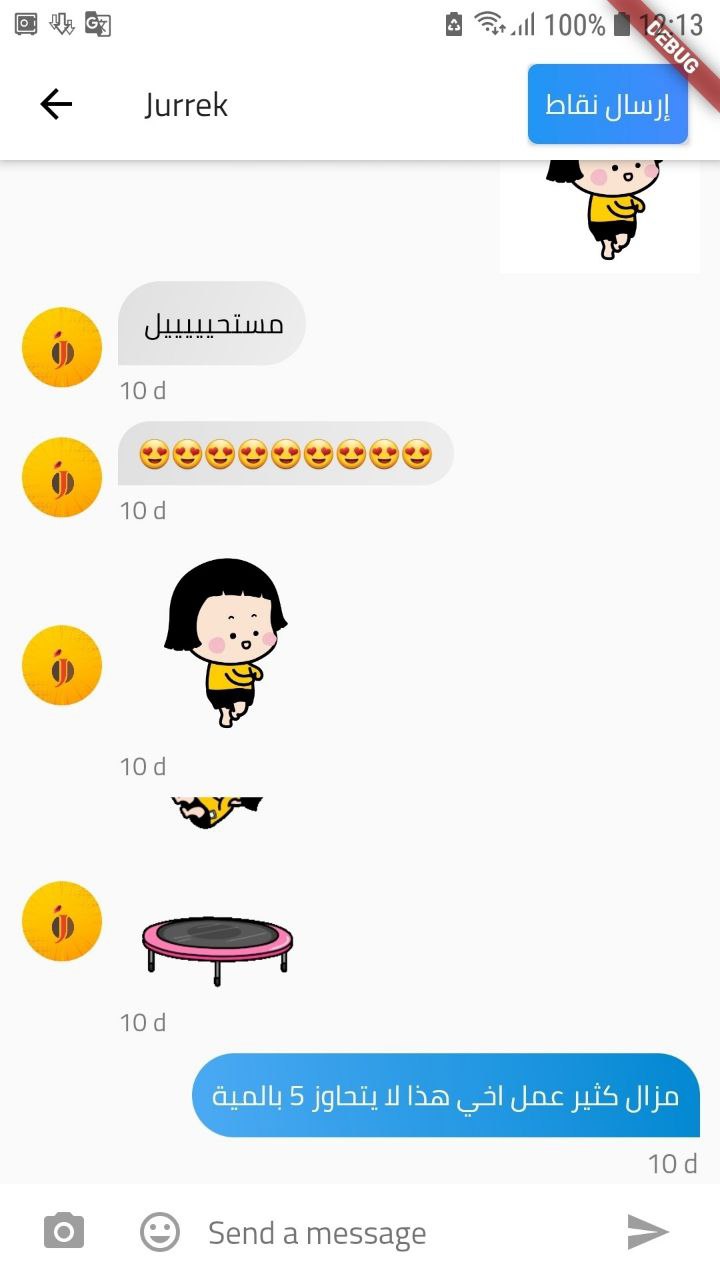 100% 12:13
DEBUG
Jurrek
إرسال نقاط
مستحيييييل
10 d
😍😍😍😍😍😍😍😍😍
10 d
10 d
10 d
مزال كثير عمل اخي هذا لا يتحاوز 5 بالمية
10 d
Send a message